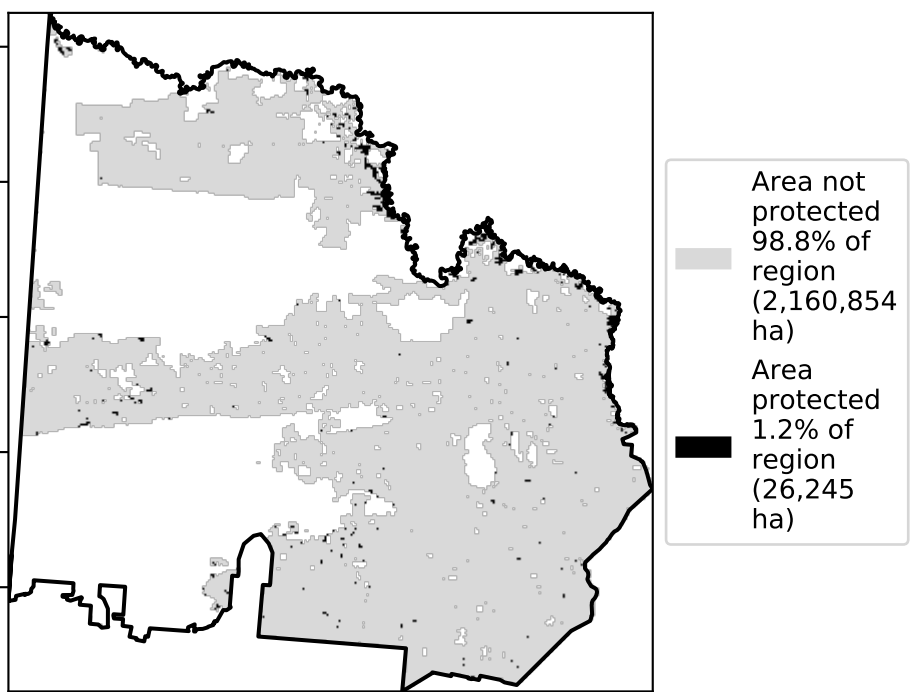 Area not
protected
98.8% of
region
(2,160,854
ha)
Area
protected
1.2% of
region
(26,245
ha)